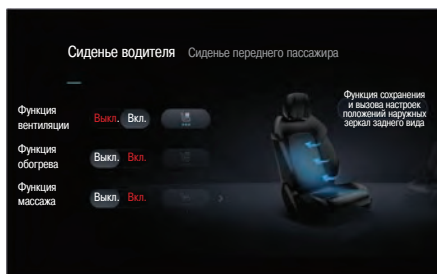 Сиденье водителя Сиденье переднего пассажира
Функция
вентиляции
Выкл. Вкл.
Функция
обогрева
Выкл. Вкл.
Функция
массажа
Выкл. Вкл.
Функция сохранения
и вызова настроек
положений наружных
зеркал заднего вида